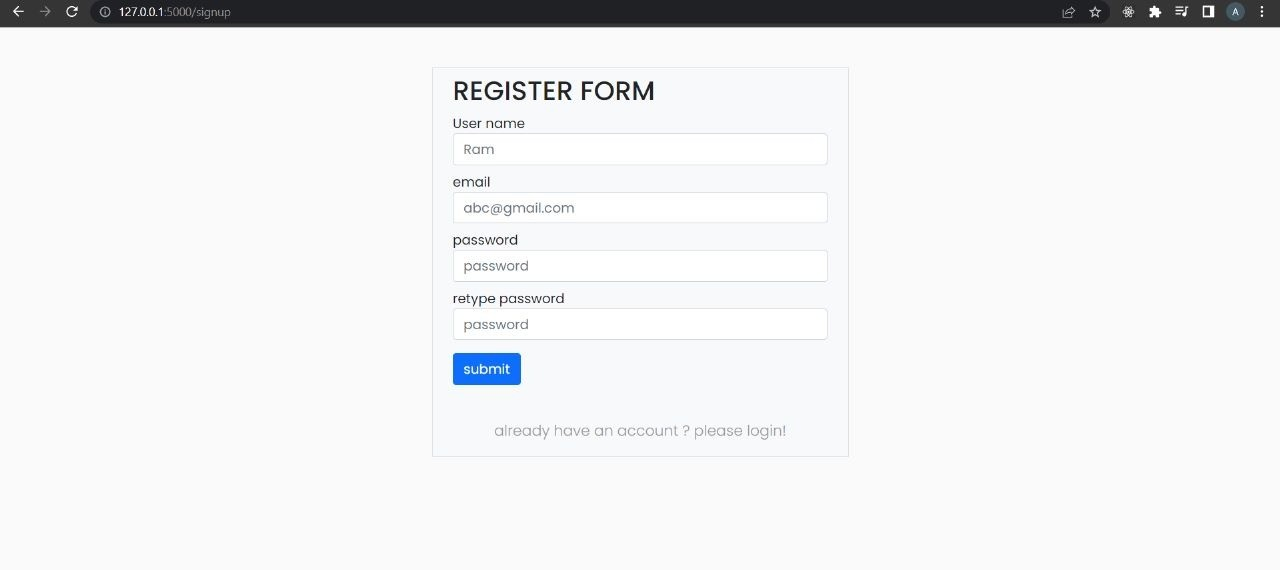 127.0.0.1:5000/signup
A
REGISTER FORM
User name
Ram
email
abc@gmail.com
password
password
retype password
password
submit
already have an account ? please login!